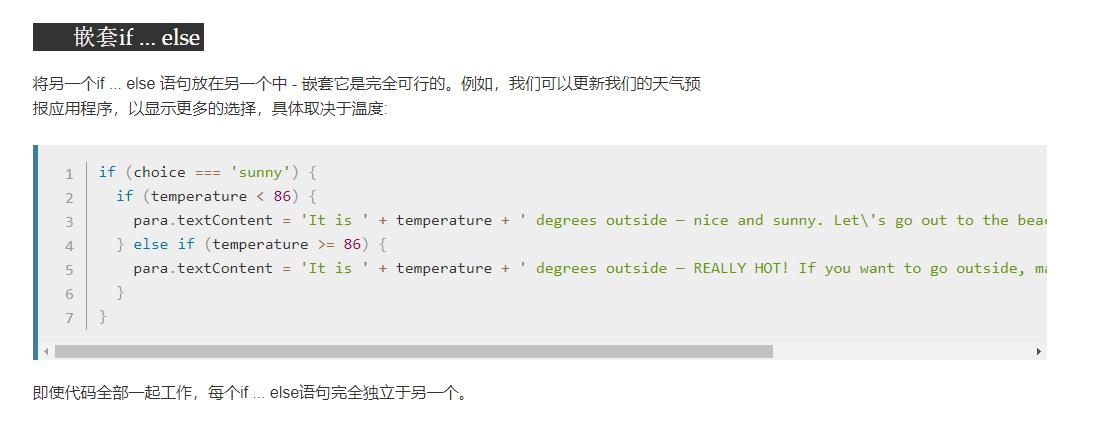 嵌套if ... else
将另一个if ... else 语句放在另一个中 - 嵌套它是完全可行的。例如，我们可以更新我们的天气预
报应用程序，以显示更多的选择，具体取决于温度:
1 if (choice === 'sunny') {
2 if (temperature < 86) {
3 para.textContent = 'It is ' + temperature + ' degrees outside — nice and sunny. Let\'s go out to the
4 } else if (temperature >= 86) {
5 para.textContent = 'It is ' + temperature + ' degrees outside — REALLY HOT! If you want to go outside,
6 }
7 }
即使代码全部一起工作，每个if ... else语句完全独立于另一个。